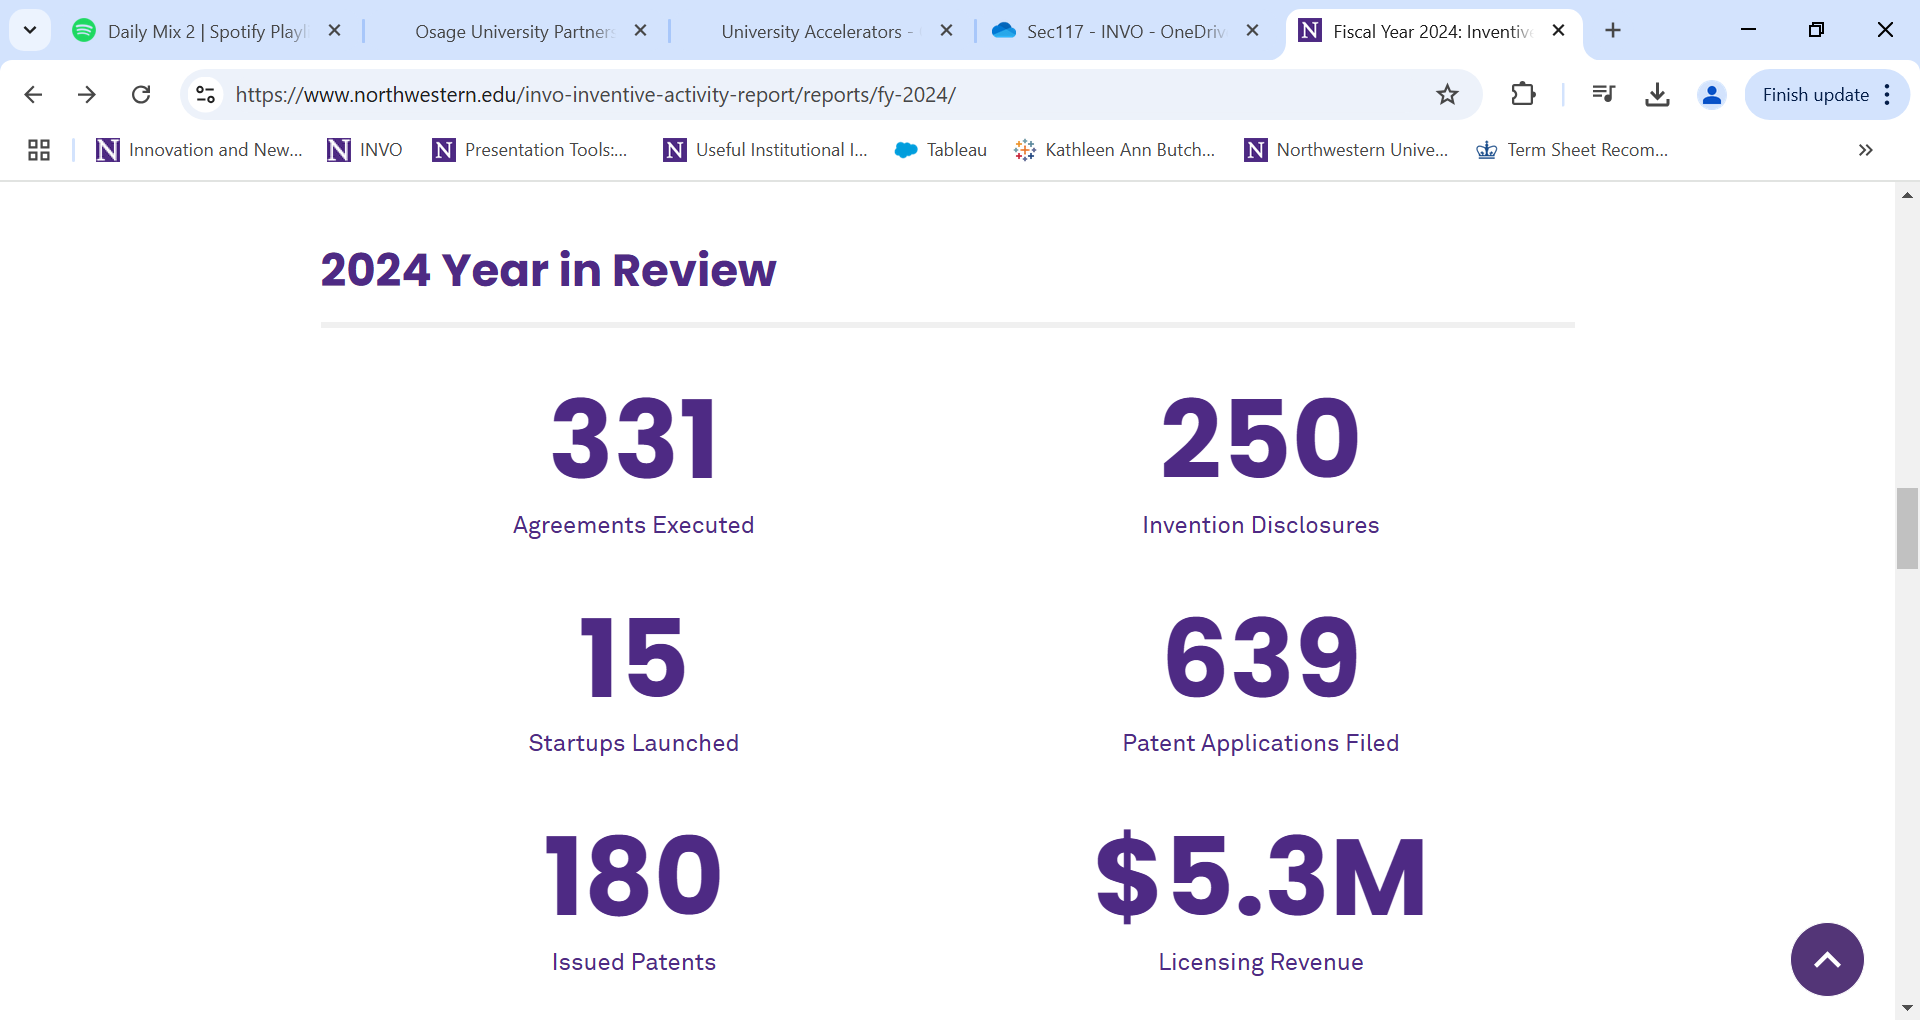 Daily Mix 2 | Spotify Playl
Osage University Partners
University Accelerators -
Sec117 - INVO - OneDriv
N Fiscal Year 2024: Inventiv
https://www.northwestern.edu/invo-inventive-activity-report/reports/fy-2024/
Finish update
N Innovation and New...
N INVO
N Presentation Tools:...
N Useful Institutional I...
Tableau
Kathleen Ann Butch...
N Northwestern Unive...
Term Sheet Recom...
2024 Year in Review
331
250
Agreements Executed
Invention Disclosures
15
639
Startups Launched
Patent Applications Filed
180
$5.3M
Issued Patents
Licensing Revenue